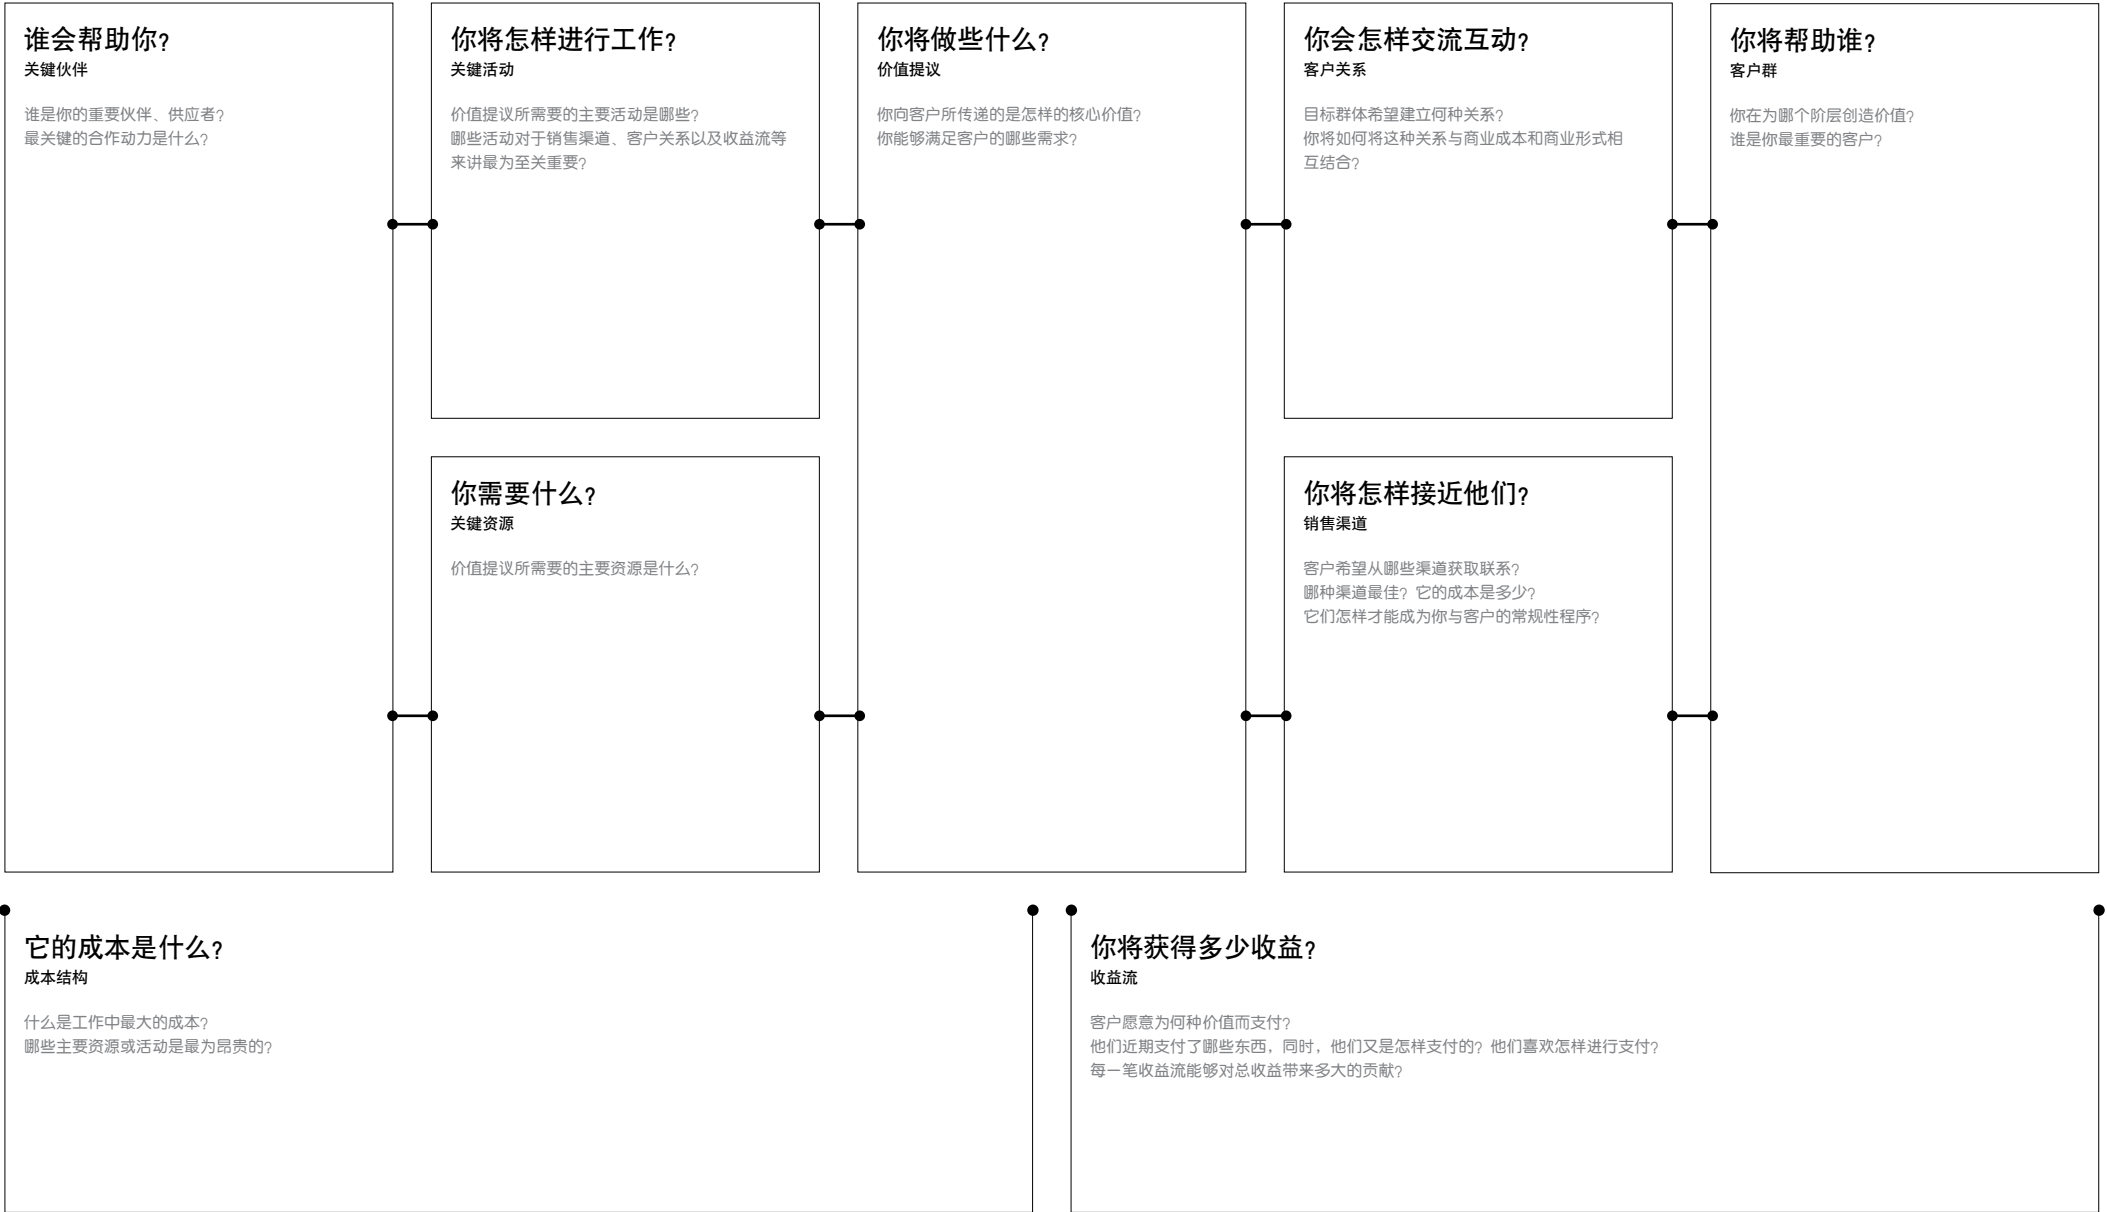 谁会帮助你？
关键伙伴
谁是你的重要伙伴、供应者？
最关键的合作动力是什么？
你将怎样进行工作？
关键活动
价值提议所需要的主要活动是哪些？
哪些活动对于销售渠道、客户关系以及收益流等
来讲最为至关重要？
你需要什么？
关键资源
价值提议所需要的主要资源是什么？
你将做些什么？
价值提议
你向客户所传递的是怎样的核心价值？
你能够满足客户的哪些需求？
你会怎样交流互动？
客户关系
目标群体希望建立何种关系？
你将如何将这种关系与商业成本和商业形式相
互结合？
你将怎样接近他们？
销售渠道
客户希望从哪些渠道获取联系？
哪种渠道最佳？它的成本是多少？
它们怎样才能成为你与客户的常规性程序？
你将帮助谁？
客户群
你在为哪个阶层创造价值？
谁是你最重要的客户？
它的成本是什么？
成本结构
什么是工作中最大的成本？
哪些主要资源或活动是最为昂贵的？
你将获得多少收益？
收益流
客户愿意为何种价值而支付？
他们近期支付了哪些东西，同时，他们又是怎样支付的？他们喜欢怎样进行支付？
每一笔收益流能够对总收益带来多大的贡献？